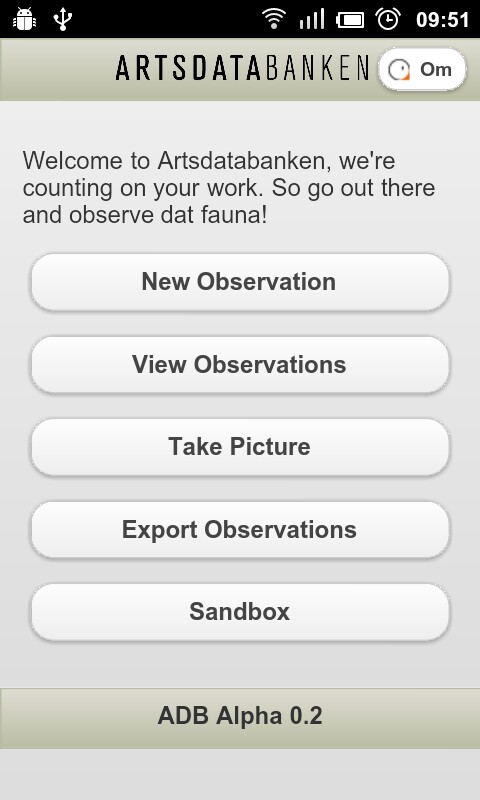 09:51
ARTSDATABANKEN
Om
Welcome to Artsdatabanken, we're
counting on your work. So go out there
and observe dat fauna!
New Observation
View Observations
Take Picture
Export Observations
Sandbox
ADB Alpha 0.2